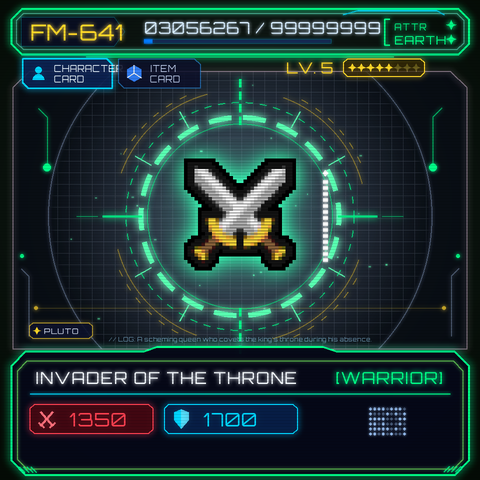 FM-641
03056267 / 99999999
ATTR
EARTH
CHARACTER
CARD
ITEM
CARD
LV. 5
PLUTO
// LOG: A scheming queen who covets the king's throne during his absence
INVADER OF THE THRONE
[WARRIOR]
1350
1700